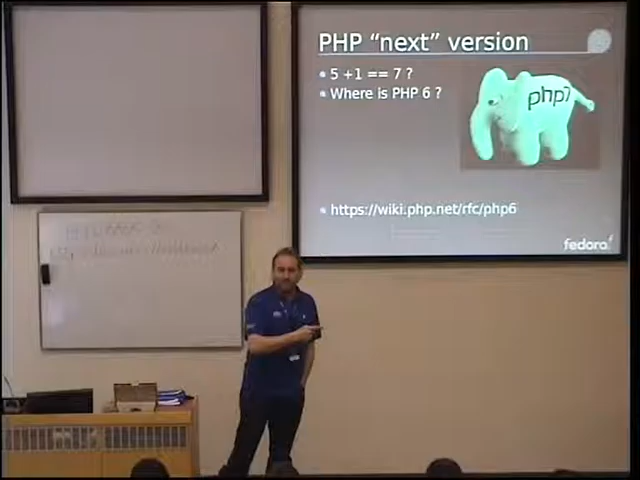 PHP “next” version
5 +1 == 7 ?
Where is PHP 6 ?
php7
https://wiki.php.net/rfc/php6
fedora